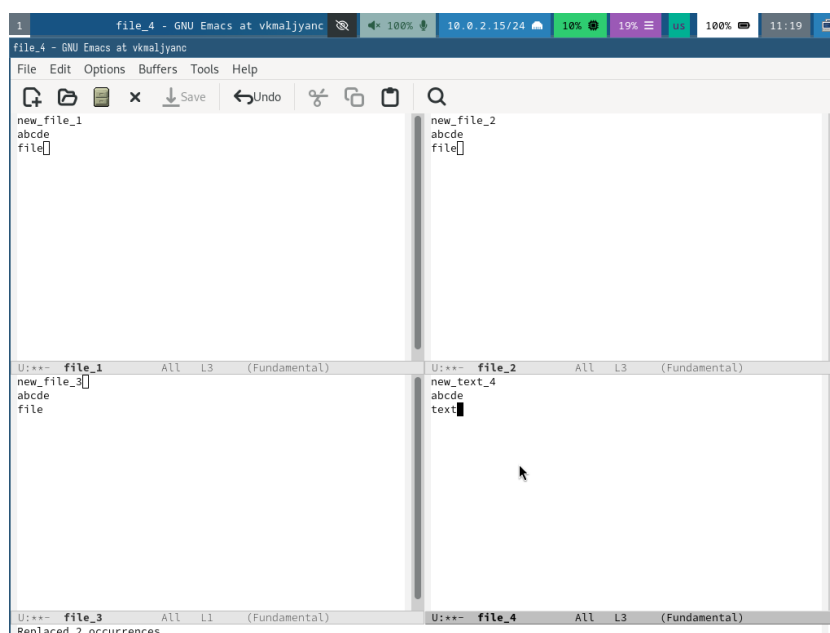 1 file_4 - GNU Emacs at vkmaljyanc 100% 10.0.2.15/24 10% 19% us 100% 11:19
file_4 - GNU Emacs at vkmaljyanc
File Edit Options Buffers Tools Help
Save Undo
new_file_1
abcde
file
U:**- file_1 All L3 (Fundamental)
new_file_2
abcde
file
U:**- file_2 All L3 (Fundamental)
new_file_3
abcde
file
U:**- file_3 All L1 (Fundamental)
new_text_4
abcde
text
U:**- file_4 All L3 (Fundamental)
Replaced 2 occurrences